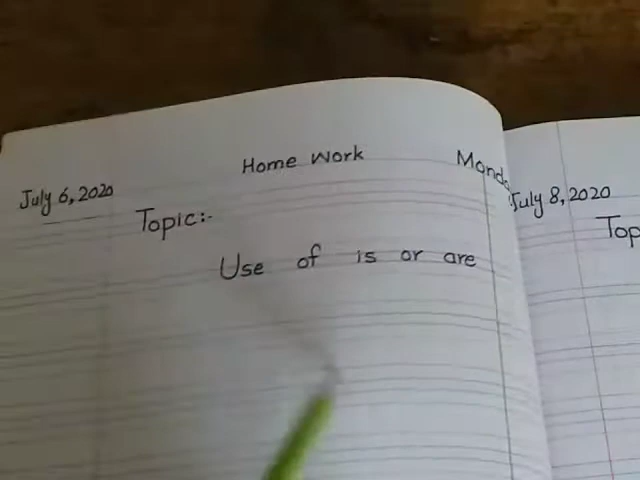 Home Work
July 6, 2020
Topic:-
Use of is or are
July 8, 2020